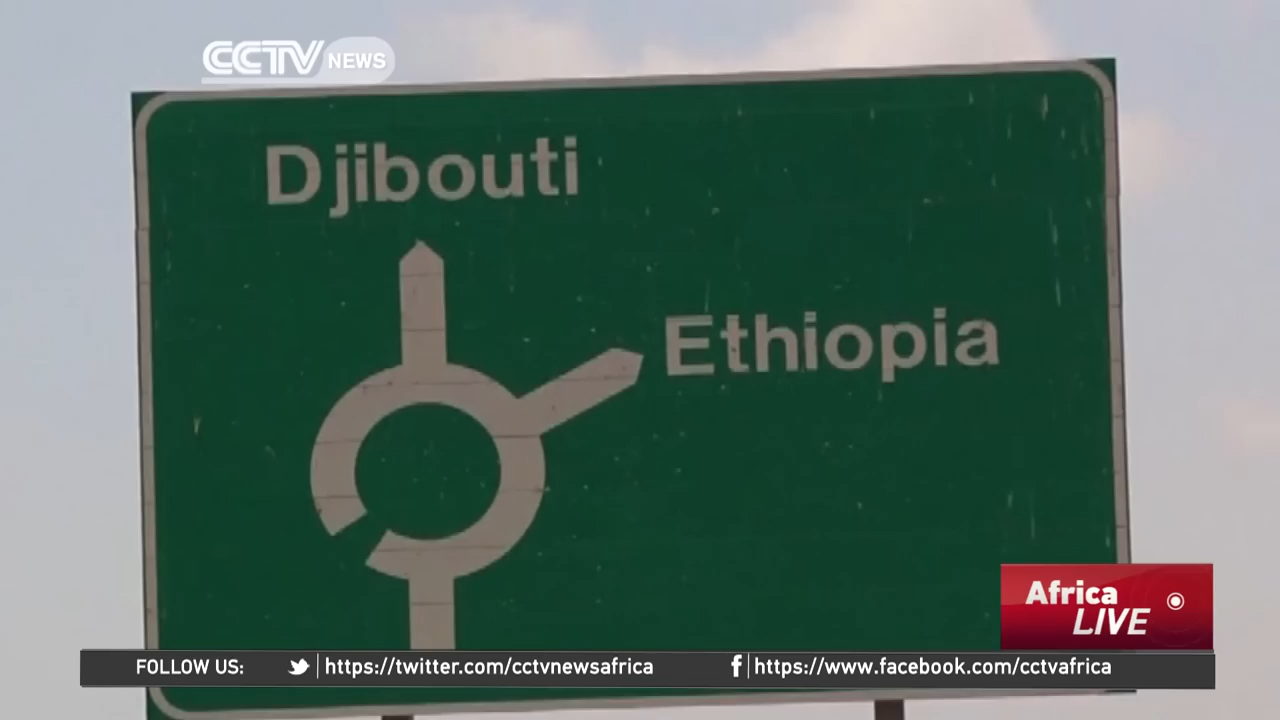 CCTV NEWS
Djibouti
Ethiopia
Africa
LIVE
FOLLOW US: https://twitter.com/cctvnewsafrica f https://www.facebook.com/cctvafrica